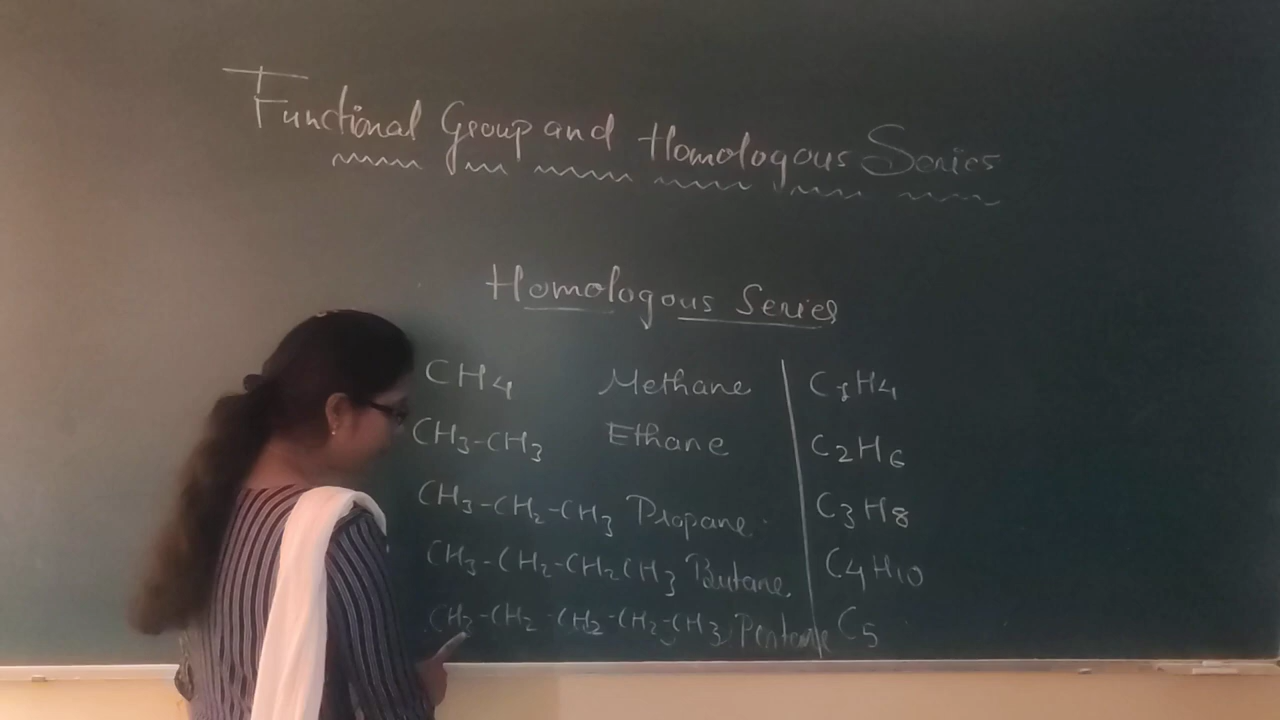 Functional Group and Homologous Series
Homologous Series
CH4 Methane C1H4
CH3-CH3 Ethane C2H6
CH3-CH2-CH3 Propane C3H8
CH3-CH2-CH2CH3 Butane C4H10
CH3-CH2-CH2-CH2-CH3 Pentane C5